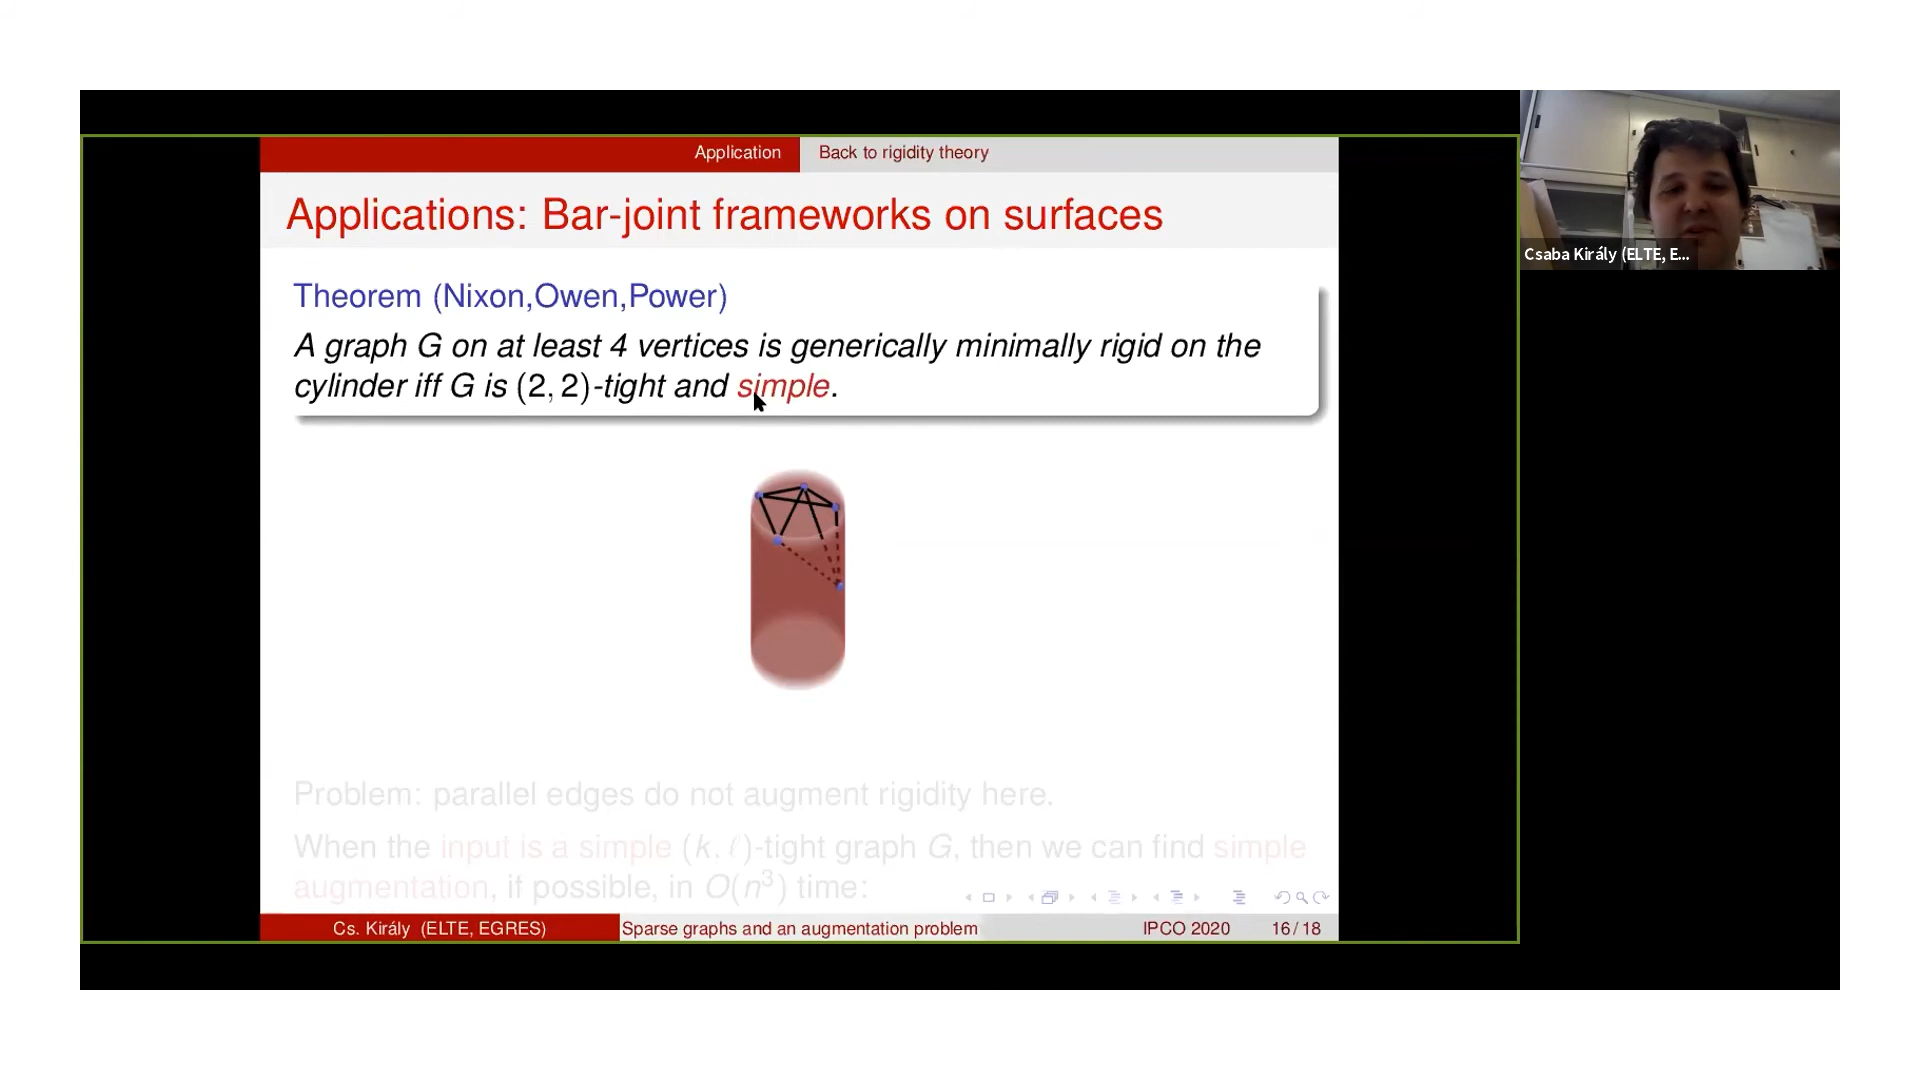 Application
Back to rigidity theory
Applications: Bar-joint frameworks on surfaces
Csaba Király (ELTE, E...
Theorem (Nixon,Owen,Power)
A graph G on at least 4 vertices is generically minimally rigid on the
cylinder iff G is (2, 2)-tight and simple.
Problem: parallel edges do not augment rigidity here.
When the input is a simple (k, ℓ)-tight graph G, then we can find simple
augmentation, if possible, in O(n³) time:
Cs. Király (ELTE, EGRES)
Sparse graphs and an augmentation problem
IPCO 2020
16/18